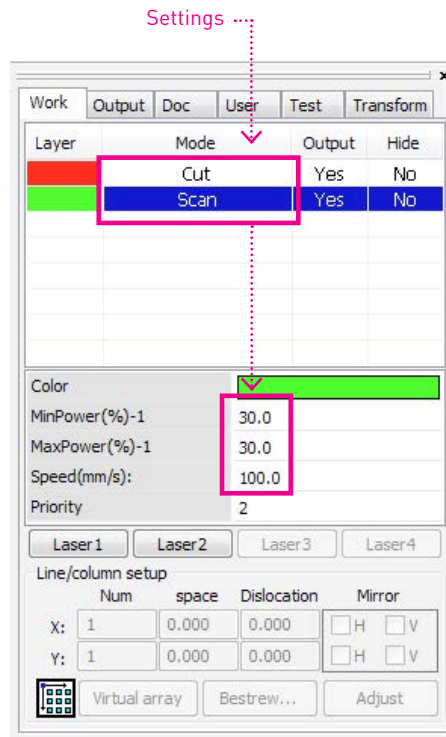 Settings
x
Work Output Doc User Test Transform
Layer Mode Output Hide
Cut Yes No
Scan Yes No
Color
MinPower(%)-1 30.0
MaxPower(%)-1 30.0
Speed(mm/s): 100.0
Priority 2
Laser1 Laser2 Laser3 Laser4
Line/column setup
Num space Dislocation Mirror
X: 1 0.000 0.000 H V
Y: 1 0.000 0.000 H V
Virtual array Bestrew... Adjust